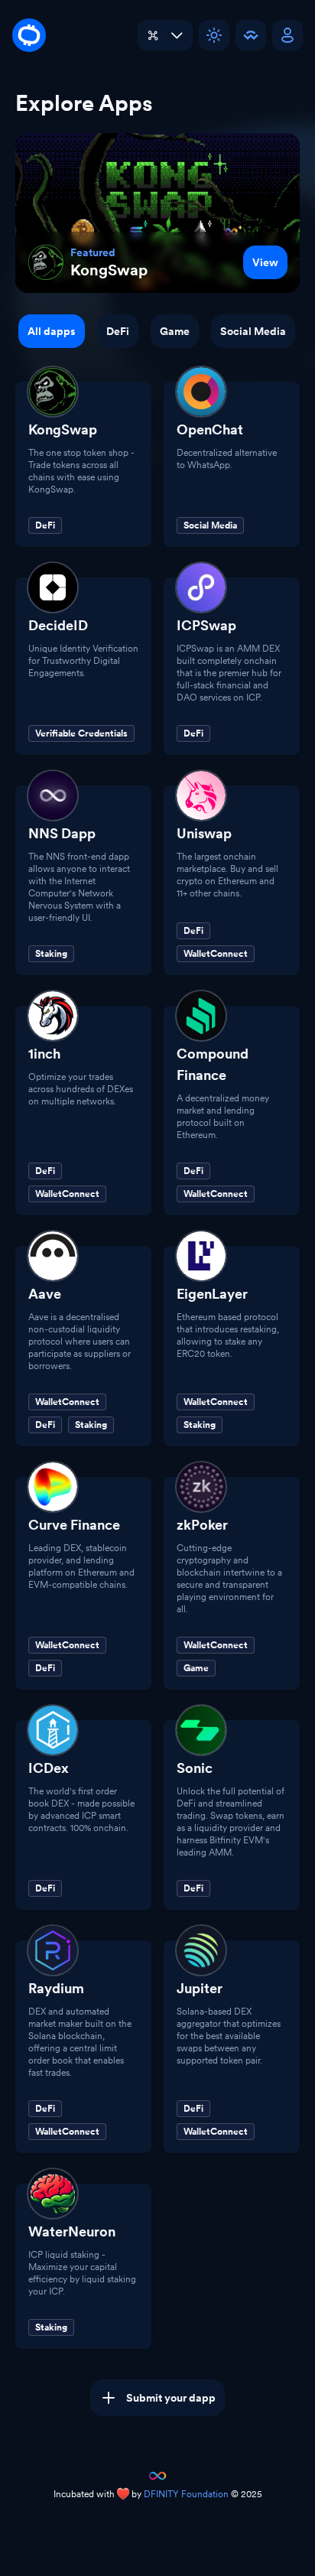 Explore Apps
KONG
SWAP
Featured
KongSwap
View
All dapps
DeFi
Game
Social Media
KongSwap
The one stop token shop -
Trade tokens across all
chains with ease using
KongSwap.
DeFi
OpenChat
Decentralized alternative
to WhatsApp.
Social Media
DecideID
Unique Identity Verification
for Trustworthy Digital
Engagements.
Verifiable Credentials
ICPSwap
ICPSwap is an AMM DEX
built completely onchain
that is the premier hub for
full-stack financial and
DAO services on ICP.
DeFi
NNS Dapp
The NNS front-end dapp
allows anyone to interact
with the Internet
Computer's Network
Nervous System with a
user-friendly UI.
Staking
Uniswap
The largest onchain
marketplace. Buy and sell
crypto on Ethereum and
11+ other chains.
DeFi
WalletConnect
1inch
Optimize your trades
across hundreds of DEXes
on multiple networks.
DeFi
WalletConnect
Compound
Finance
A decentralized money
market and lending
protocol built on
Ethereum.
DeFi
WalletConnect
Aave
Aave is a decentralised
non-custodial liquidity
protocol where users can
participate as suppliers or
borrowers.
WalletConnect
DeFi
Staking
EigenLayer
Ethereum based protocol
that introduces restaking,
allowing to stake any
ERC20 token.
WalletConnect
Staking
Curve Finance
Leading DEX, stablecoin
provider, and lending
platform on Ethereum and
EVM-compatible chains.
WalletConnect
DeFi
zk
zkPoker
Cutting-edge
cryptography and
blockchain intertwine to a
secure and transparent
playing environment for
all.
WalletConnect
Game
ICDex
The world's first order
book DEX - made possible
by advanced ICP smart
contracts. 100% onchain.
DeFi
Sonic
Unlock the full potential of
DeFi and streamlined
trading. Swap tokens, earn
as a liquidity provider and
harness Bitfinity EVM's
leading AMM.
DeFi
Raydium
DEX and automated
market maker built on the
Solana blockchain,
offering a central limit
order book that enables
fast trades.
DeFi
WalletConnect
Jupiter
Solana-based DEX
aggregator that optimizes
for the best available
swaps between any
supported token pair.
DeFi
WalletConnect
WaterNeuron
ICP liquid staking -
Maximize your capital
efficiency by liquid staking
your ICP.
Staking
Submit your dapp
Incubated with ❤️ by DFINITY Foundation © 2025